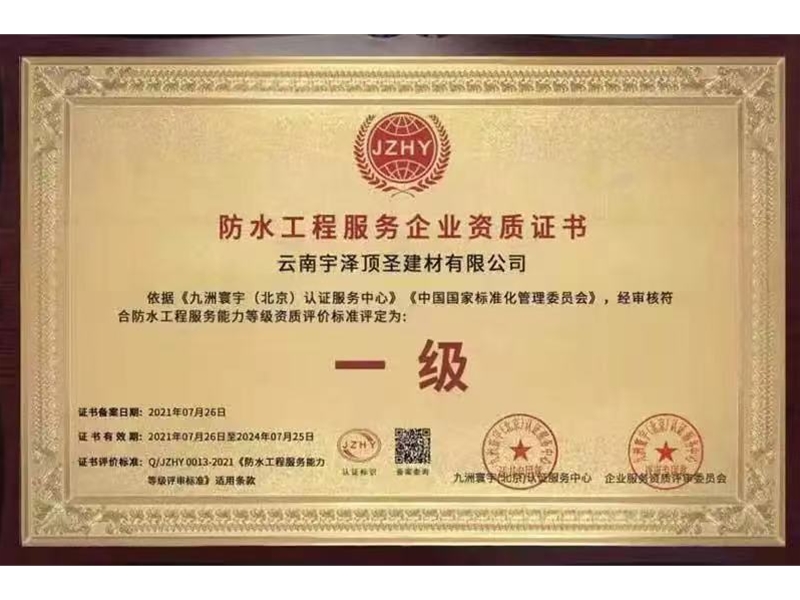 JZHY
防水工程服务企业资质证书
云南宇泽顶圣建材有限公司
依据《九洲寰宇（北京）认证服务中心》《中国国家标准化管理委员会》，经审核符
合防水工程服务能力等级资质评价标准评定为：
一级
证书备案日期：2021年07月26日
证书有效期：2021年07月26日至2024年07月25日
证书评价标准：Q/JZHY 0013-2021《防水工程服务能力
等级评审标准》适用条款
JZHY
认证标识
备案查询
九洲寰宇(北京)认证服务中心
企业服务资质评审委员会